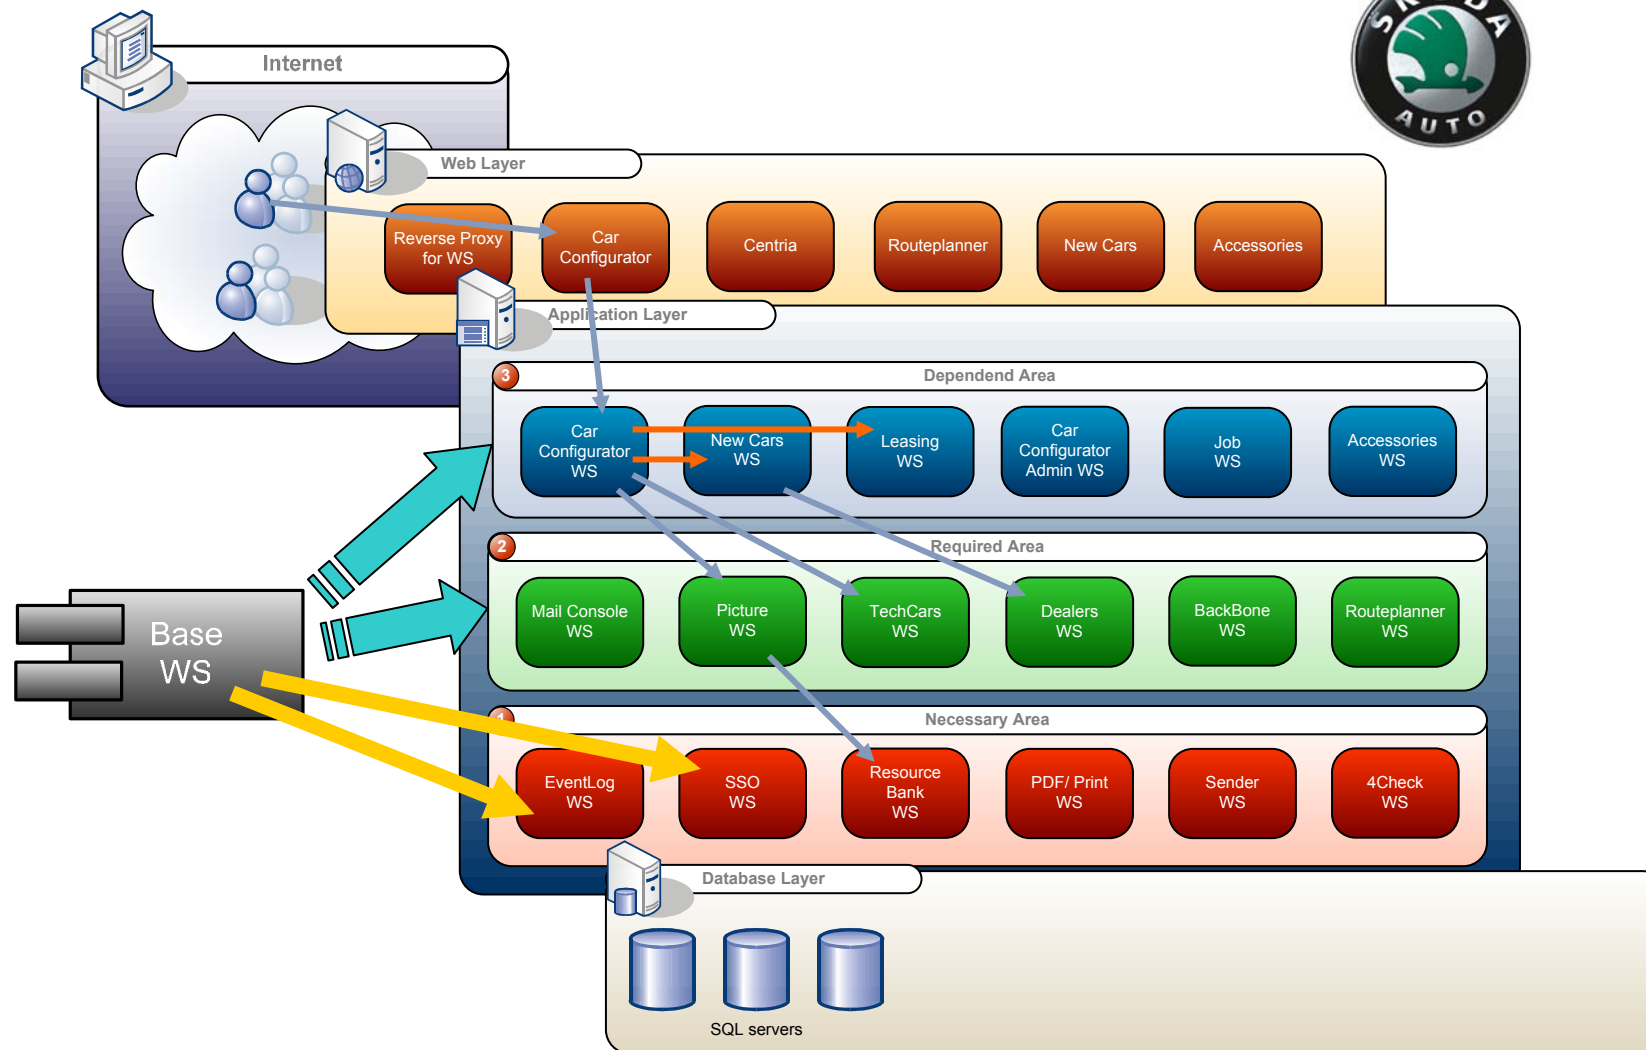 ŠKODA
AUTO
Internet
Web Layer
Reverse Proxy
for WS
Car
Configurator
Centria
Routeplanner
New Cars
Accessories
Application Layer
3
Dependend Area
Car
Configurator
WS
New Cars
WS
Leasing
WS
Car
Configurator
Admin WS
Job
WS
Accessories
WS
2
Required Area
Mail Console
WS
Picture
WS
TechCars
WS
Dealers
WS
BackBone
WS
Routeplanner
WS
Base
WS
1
Necessary Area
EventLog
WS
SSO
WS
Resource
Bank
WS
PDF/ Print
WS
Sender
WS
4Check
WS
Database Layer
SQL servers